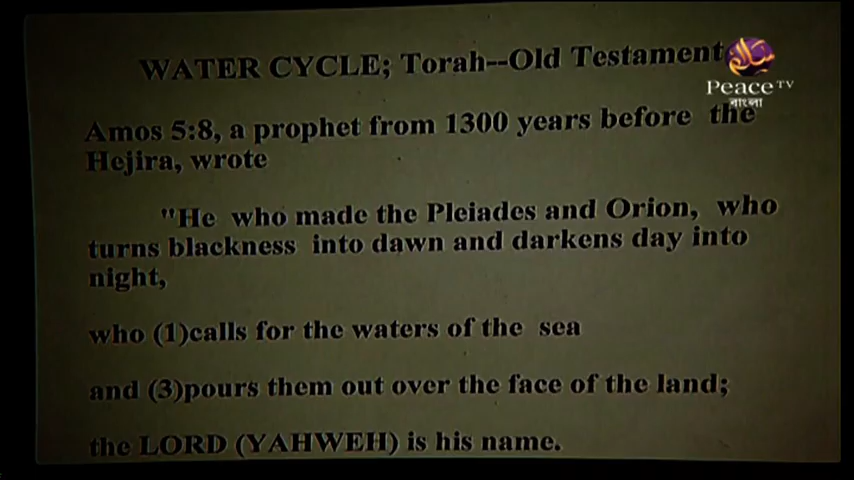 WATER CYCLE; Torah--Old Testament
Peace TV
বাংলা
Amos 5:8, a prophet from 1300 years before the
Hejira, wrote
"He who made the Pleiades and Orion, who
turns blackness into dawn and darkens day into
night,
who (1)calls for the waters of the sea
and (3)pours them out over the face of the land;
the LORD (YAHWEH) is his name.